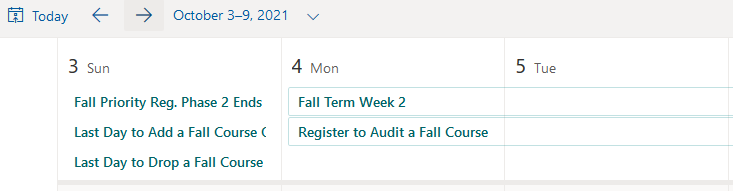 Today October 3–9, 2021
3 Sun 4 Mon 5 Tue
Fall Priority Reg. Phase 2 Ends Fall Term Week 2
Last Day to Add a Fall Course Register to Audit a Fall Course
Last Day to Drop a Fall Course